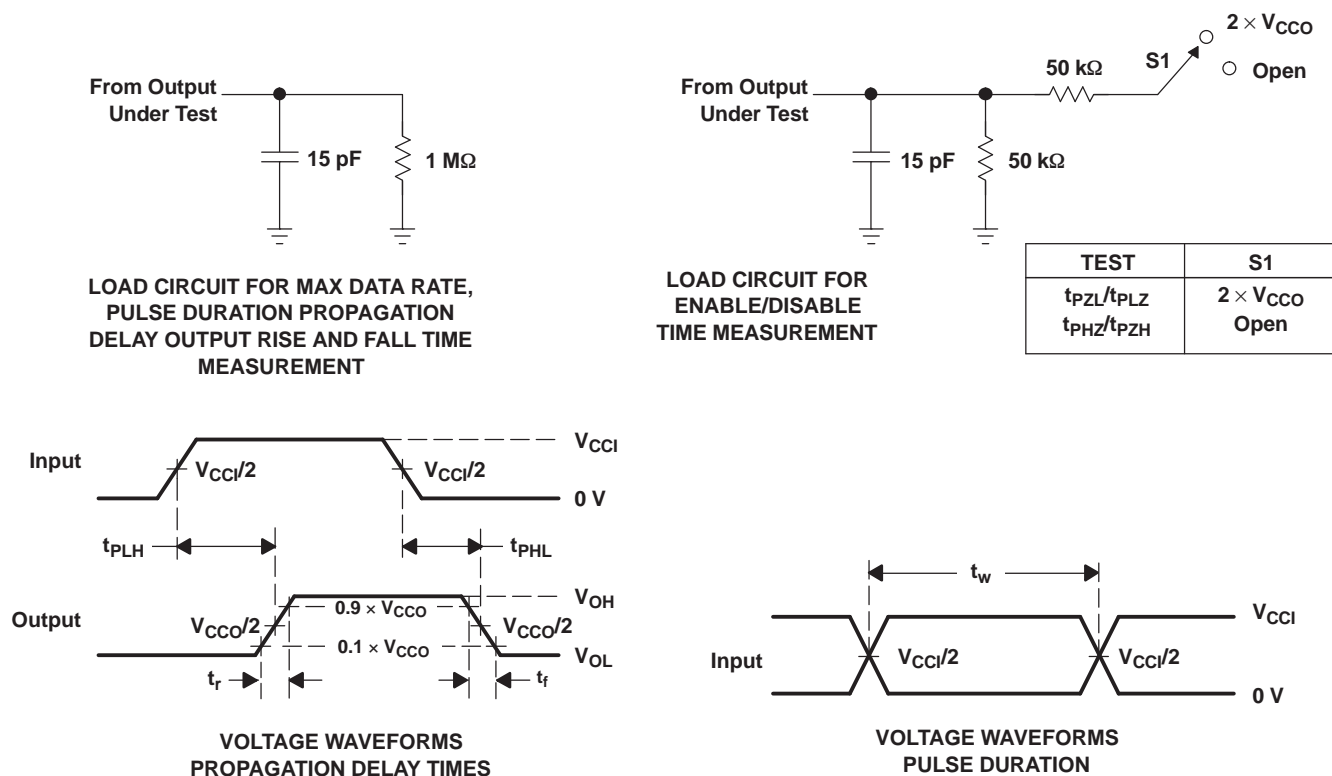 From Output
Under Test
15 pF
1 MΩ
LOAD CIRCUIT FOR MAX DATA RATE,
PULSE DURATION PROPAGATION
DELAY OUTPUT RISE AND FALL TIME
MEASUREMENT
From Output
Under Test
15 pF
50 kΩ
50 kΩ
S1
2 × VCCO
Open
LOAD CIRCUIT FOR
ENABLE/DISABLE
TIME MEASUREMENT
TEST S1
tPZL/tPLZ 2 × VCCO
tPHZ/tPZH Open
Input
VCCI/2
VCCI/2
VCCI
0 V
tPLH
tPHL
Output
VCCO/2
0.9 × VCCO
0.1 × VCCO
VCCO/2
VOH
VOL
tr
tf
VOLTAGE WAVEFORMS
PROPAGATION DELAY TIMES
tw
Input
VCCI/2
VCCI/2
VCCI
0 V
VOLTAGE WAVEFORMS
PULSE DURATION